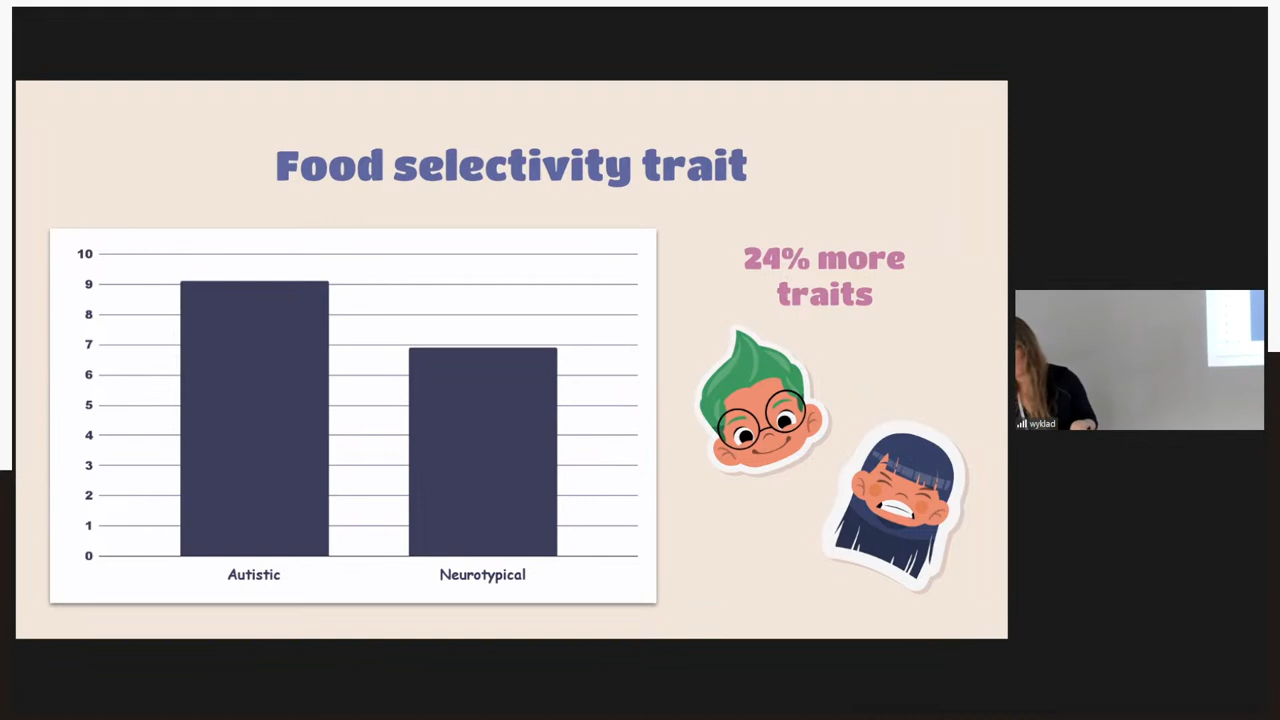 Food selectivity trait
10
9
8
7
6
5
4
3
2
1
0
Autistic
Neurotypical
24% more
traits
wyklad